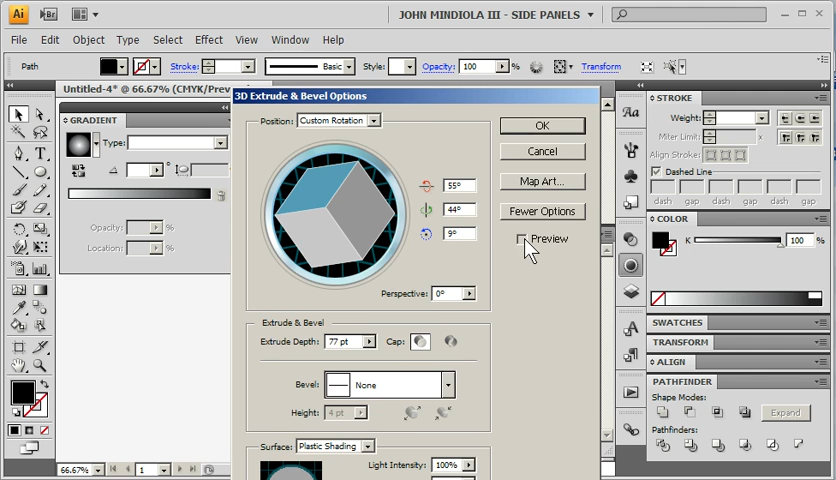 Ai
Br
JOHN MINDIOLA III - SIDE PANELS
File Edit Object Type Select Effect View Window Help
Path
Stroke:
Basic
Style:
Opacity:
100
%
Transform
Untitled-4* @ 66.67% (CMYK/Prev
3D Extrude & Bevel Options
GRADIENT
Type:
Opacity:
%
Location:
%
Position:
Custom Rotation
55°
44°
9°
Perspective:
0°
OK
Cancel
Map Art...
Fewer Options
Preview
Extrude & Bevel
Extrude Depth:
77 pt
Cap:
Bevel:
None
Height:
4 pt
Surface:
Plastic Shading
Light Intensity:
100%
STROKE
Weight:
Miter Limit:
x
Align Stroke:
Dashed Line
dash gap dash gap dash gap
COLOR
K
100
%
SWATCHES
TRANSFORM
ALIGN
PATHFINDER
Shape Modes:
Expand
Pathfinders:
66.67%
1